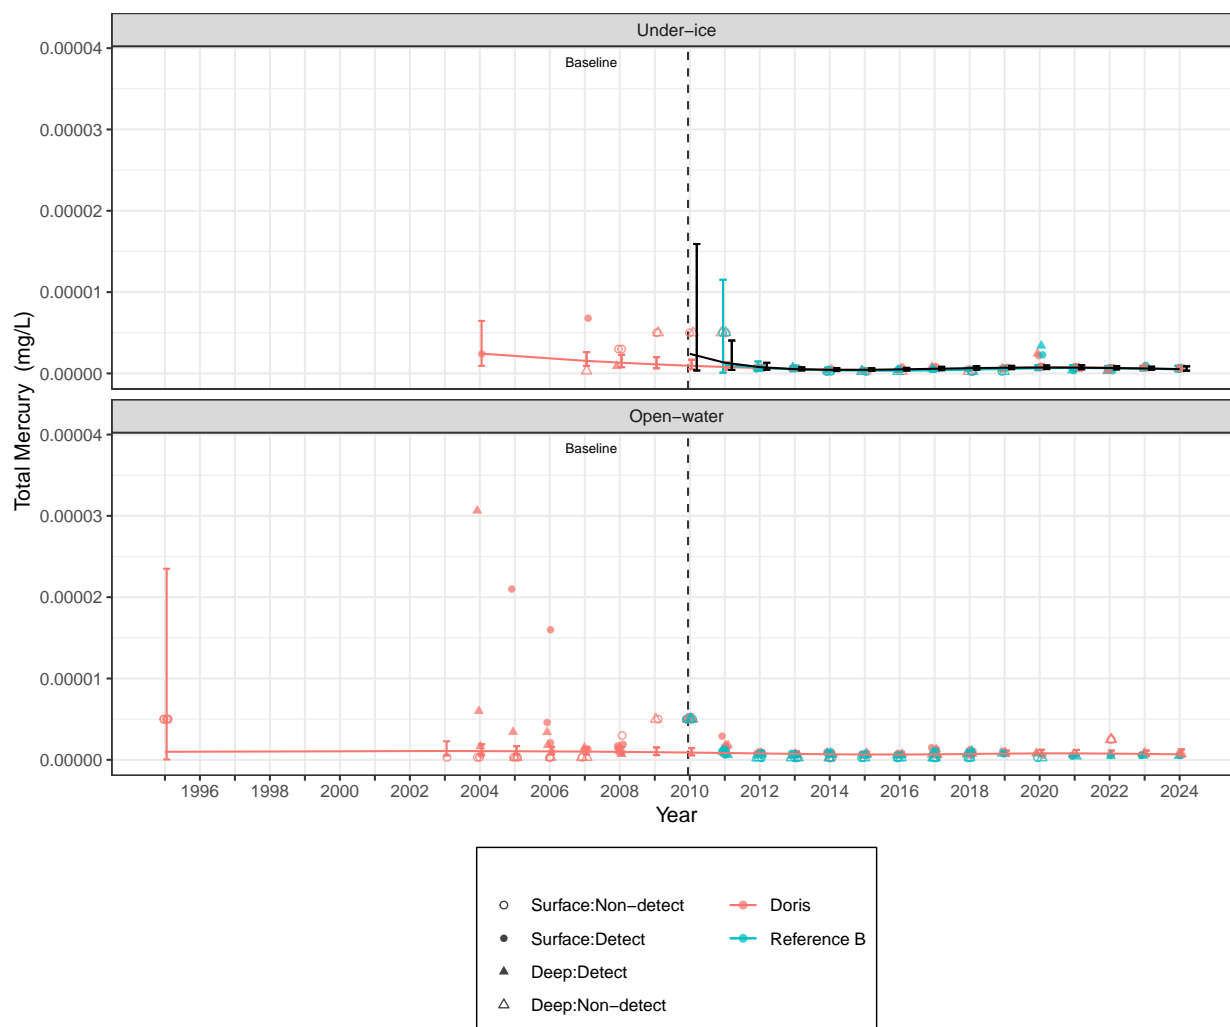 Under−ice
0.00004
0.00003
0.00002
0.00001
0.00000
Baseline
Open−water
0.00004
0.00003
0.00002
0.00001
0.00000
Baseline
Total Mercury (mg/L)
1996 1998 2000 2002 2004 2006 2008 2010 2012 2014 2016 2018 2020 2022 2024
Year
Surface:Non−detect
Surface:Detect
Deep:Detect
Deep:Non−detect
Doris
Reference B